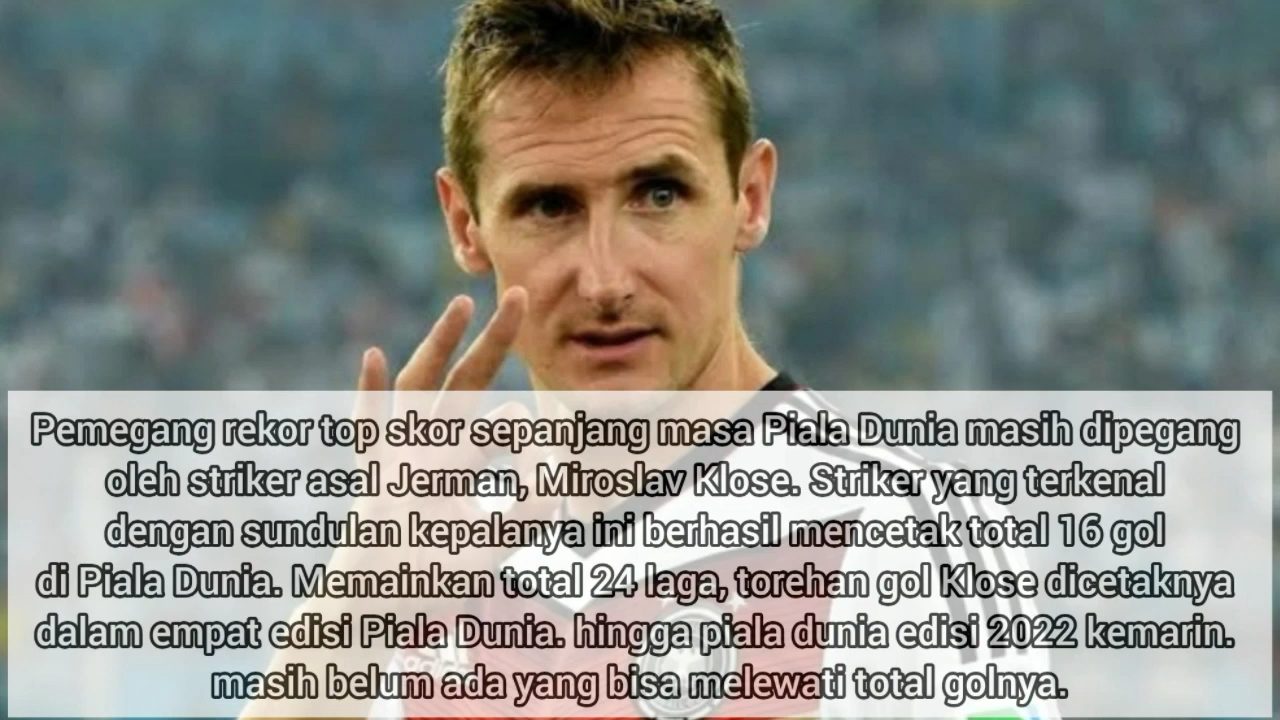 Pemegang rekor top skor sepanjang masa Piala Dunia masih dipegang
oleh striker asal Jerman, Miroslav Klose. Striker yang terkenal
dengan sundulan kepalanya ini berhasil mencetak total 16 gol
di Piala Dunia. Memainkan total 24 laga, torehan gol Klose dicetaknya
dalam empat edisi Piala Dunia. hingga piala dunia edisi 2022 kemarin.
masih belum ada yang bisa melewati total golnya.
adidas